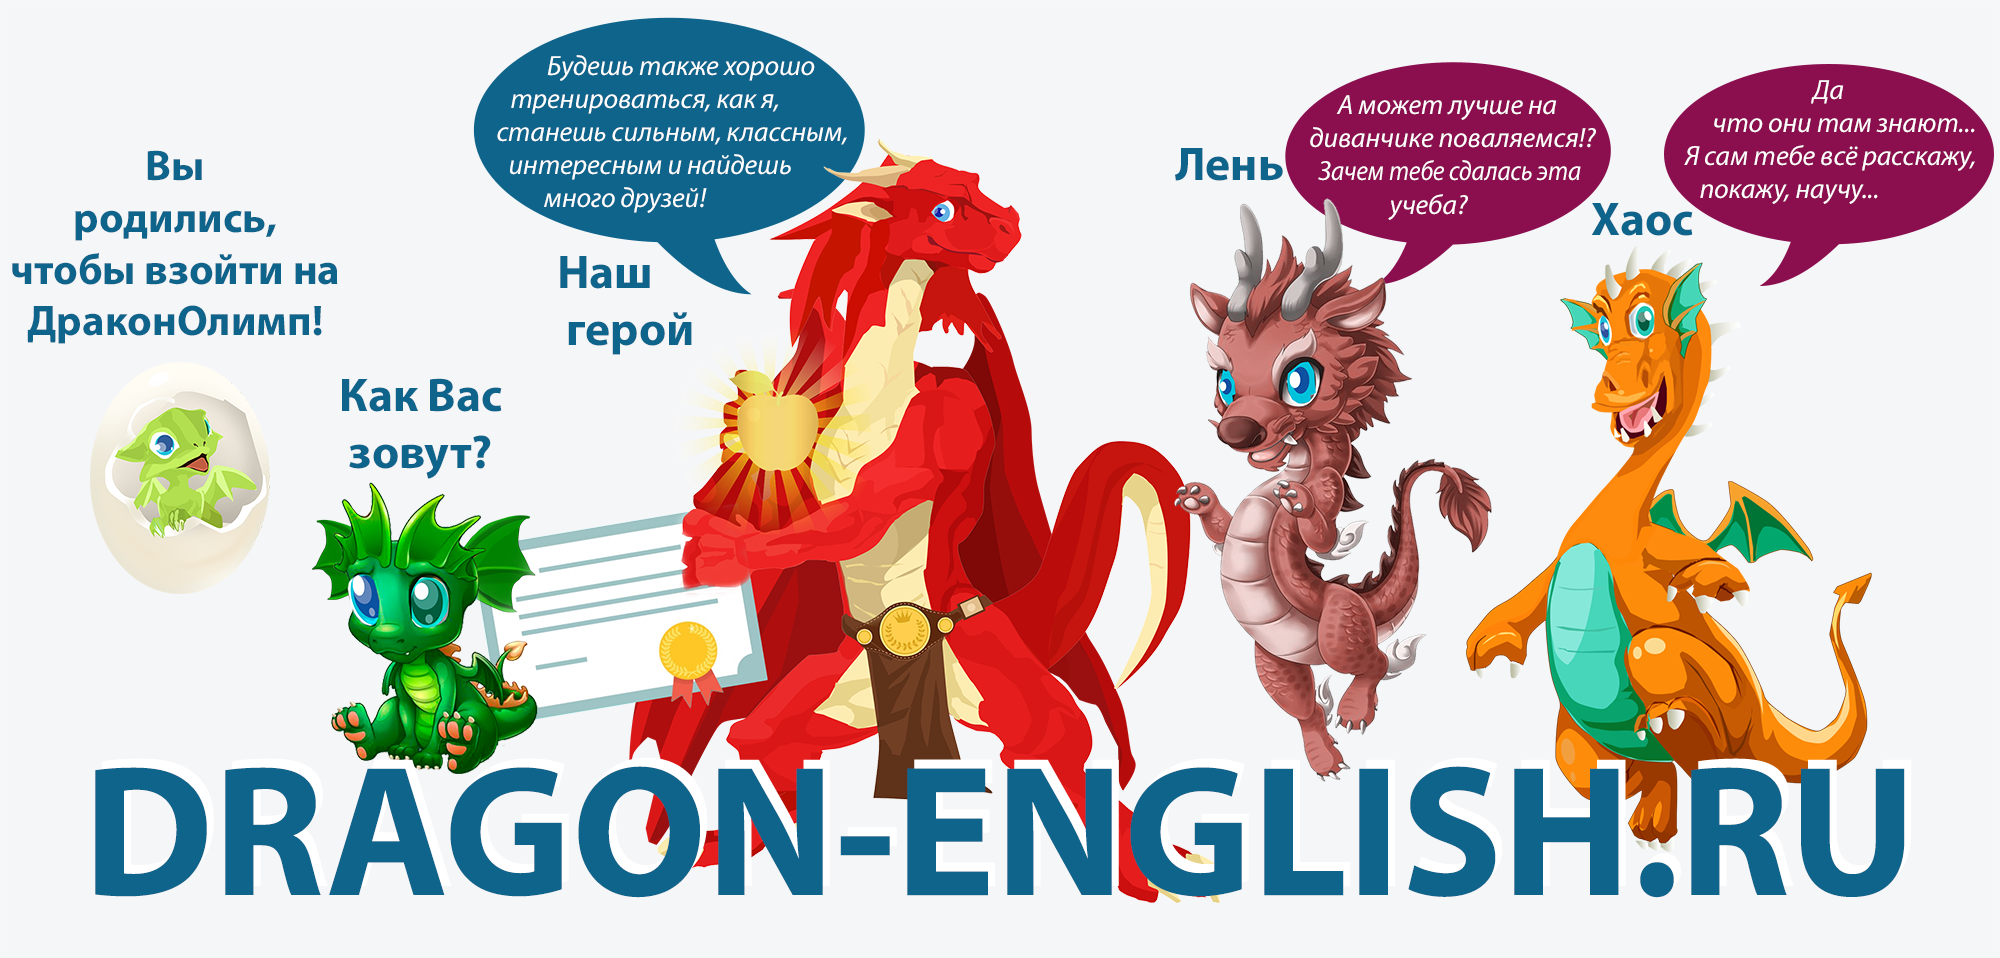 Вы
родились,
чтобы взойти на
ДраконОлимп!
Как Вас
зовут?
Будешь также хорошо
тренироваться, как я,
станешь сильным, классным,
интересным и найдешь
много друзей!
Наш
герой
Лень
А может лучше на
диванчике поваляемся!?
Зачем тебе сдалась эта
учеба?
Хаос
Да
что они там знают...
Я сам тебе всё расскажу,
покажу, научу...
DRAGON-ENGLISH.RU